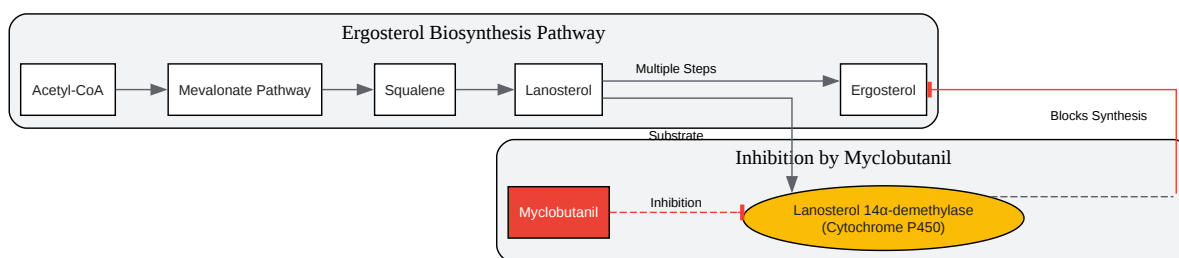 Ergosterol Biosynthesis Pathway
Multiple Steps
Acetyl-CoA
Mevalonate Pathway
Squalene
Lanosterol
Ergosterol
Blocks Synthesis
Substrate
Inhibition by Myclobutanil
Myclobutanil
Inhibition
Lanosterol 14α-demethylase
(Cytochrome P450)